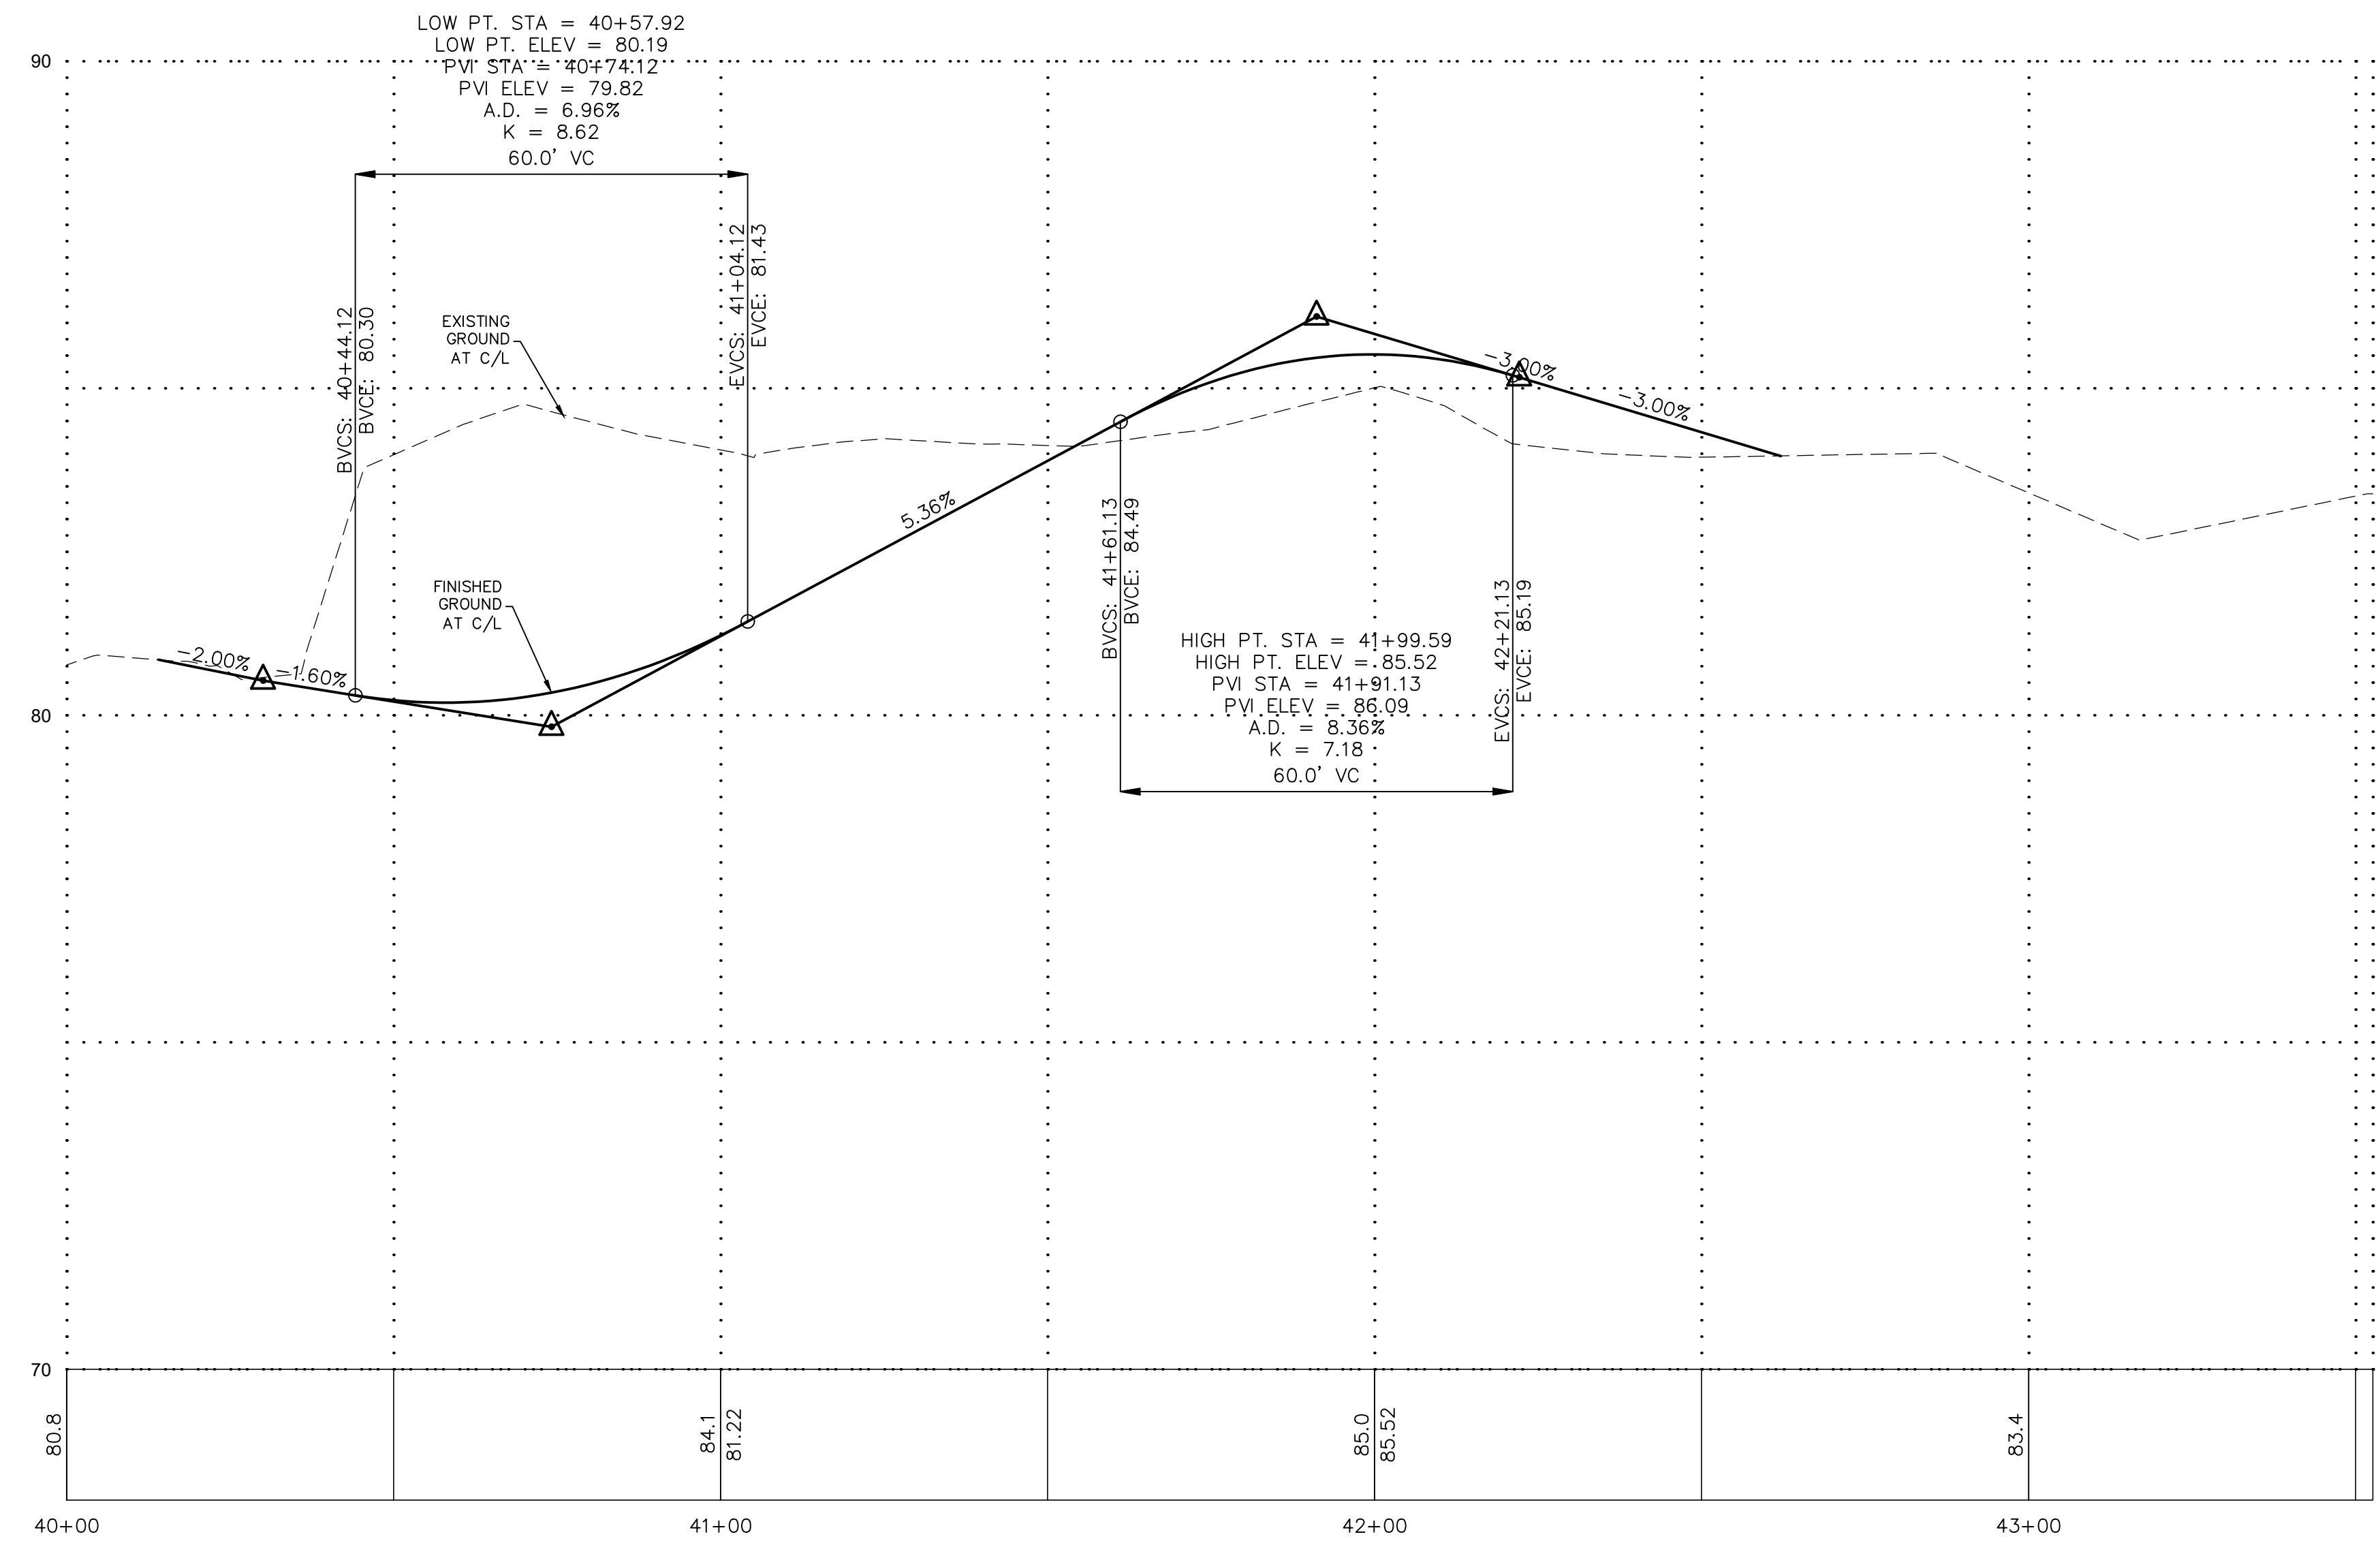 LOW PT. STA = 40+57.92
LOW PT. ELEV = 80.19
PVI STA = 40+74.12
PVI ELEV = 79.82
A.D. = 6.96%
K = 8.62
60.0' VC
90
BVCS: 40+44.12
BVCE: 80.30
EVCS: 41+04.12
EVCE: 81.43
EXISTING
GROUND
AT C/L
-3.00%
-3.00%
5.36%
FINISHED
GROUND
AT C/L
BVCS: 41+61.13
BVCE: 84.49
EVCS: 42+21.13
EVCE: 85.19
-2.00%
-1.60%
80
HIGH PT. STA = 41+99.59
HIGH PT. ELEV = 85.52
PVI STA = 41+91.13
PVI ELEV = 86.09
A.D. = 8.36%
K = 7.18
60.0' VC
70
80.8
84.1
81.22
85.0
85.52
83.4
40+00
41+00
42+00
43+00